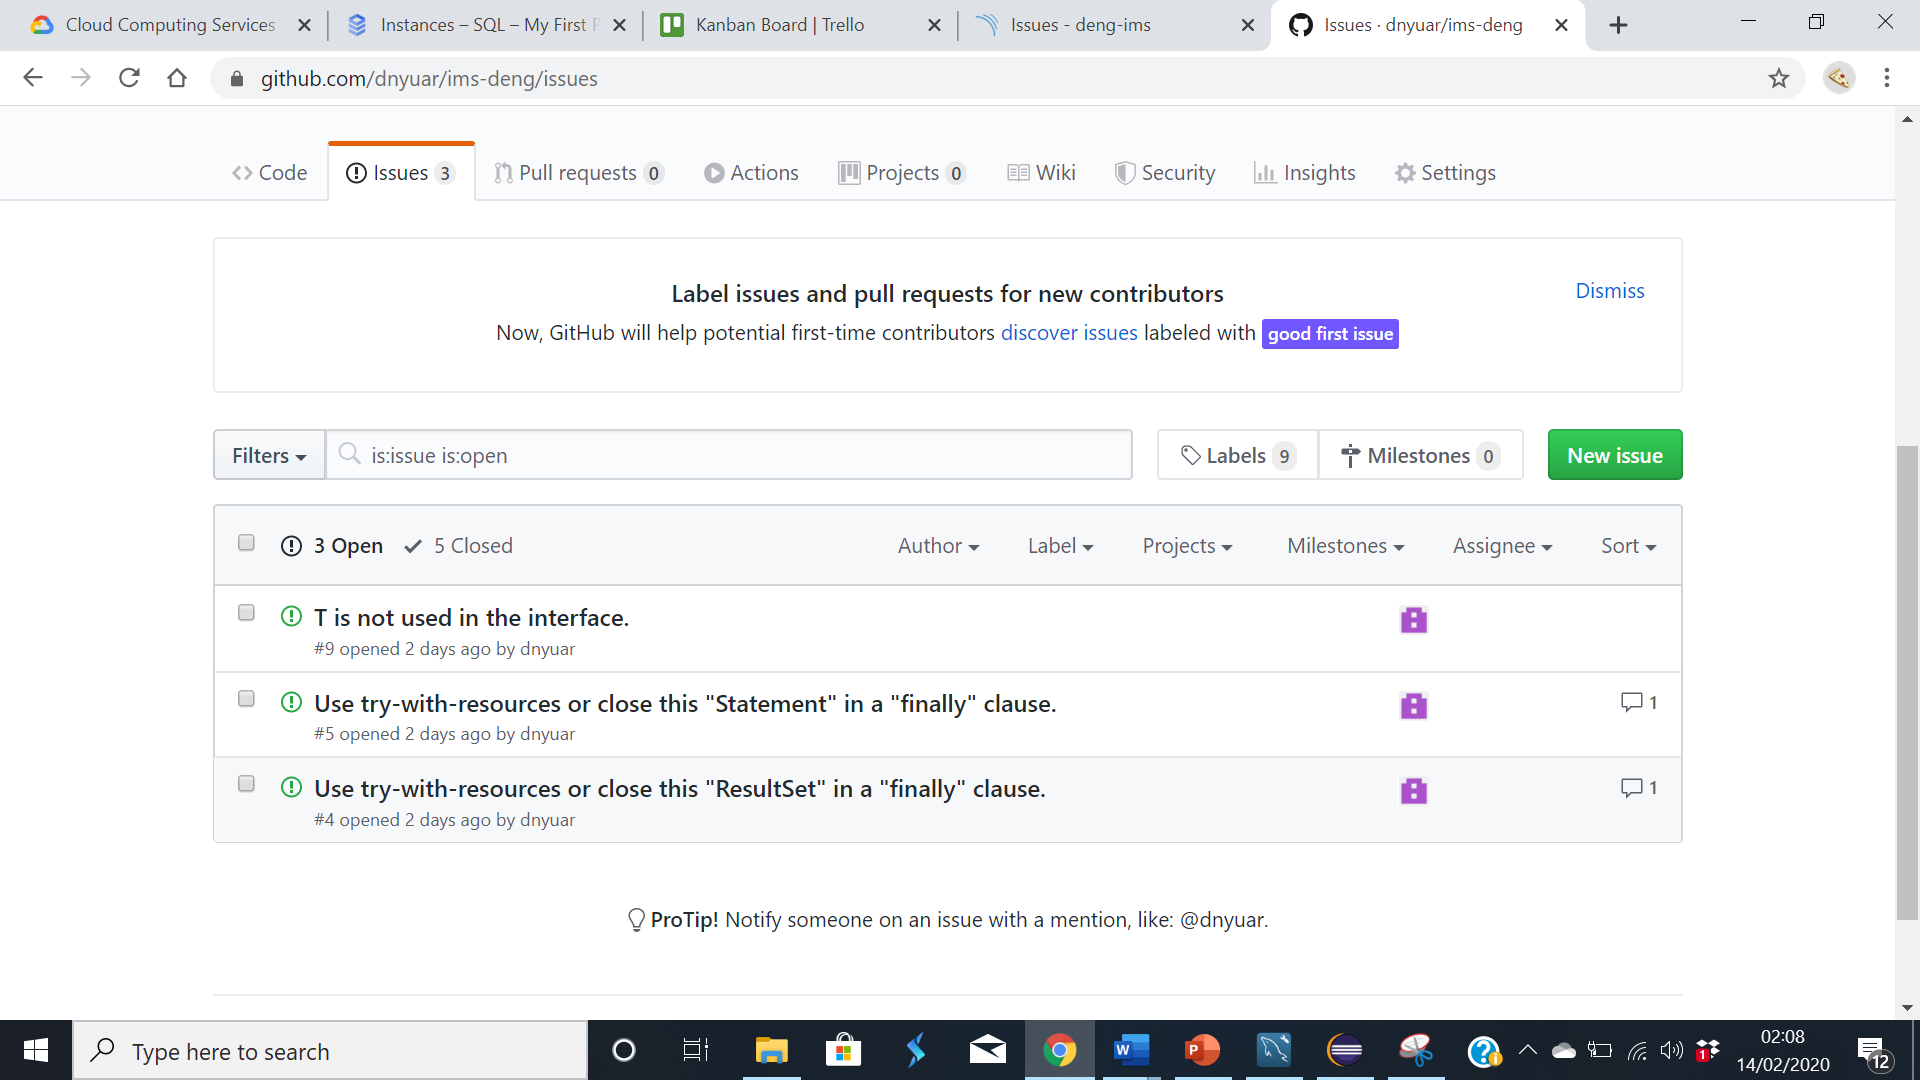 Cloud Computing Services
Instances – SQL – My First P
Kanban Board | Trello
Issues - deng-ims
Issues · dnyuar/ims-deng
github.com/dnyuar/ims-deng/issues
Code
Issues 3
Pull requests 0
Actions
Projects 0
Wiki
Security
Insights
Settings
Label issues and pull requests for new contributors
Dismiss
Now, GitHub will help potential first-time contributors discover issues labeled with good first issue
Filters
is:issue is:open
Labels 9
Milestones 0
New issue
3 Open
5 Closed
Author
Label
Projects
Milestones
Assignee
Sort
T is not used in the interface.
#9 opened 2 days ago by dnyuar
Use try-with-resources or close this "Statement" in a "finally" clause.
1
#5 opened 2 days ago by dnyuar
Use try-with-resources or close this "ResultSet" in a "finally" clause.
1
#4 opened 2 days ago by dnyuar
ProTip! Notify someone on an issue with a mention, like: @dnyuar.
Type here to search
W
P
1
02:08
14/02/2020
12